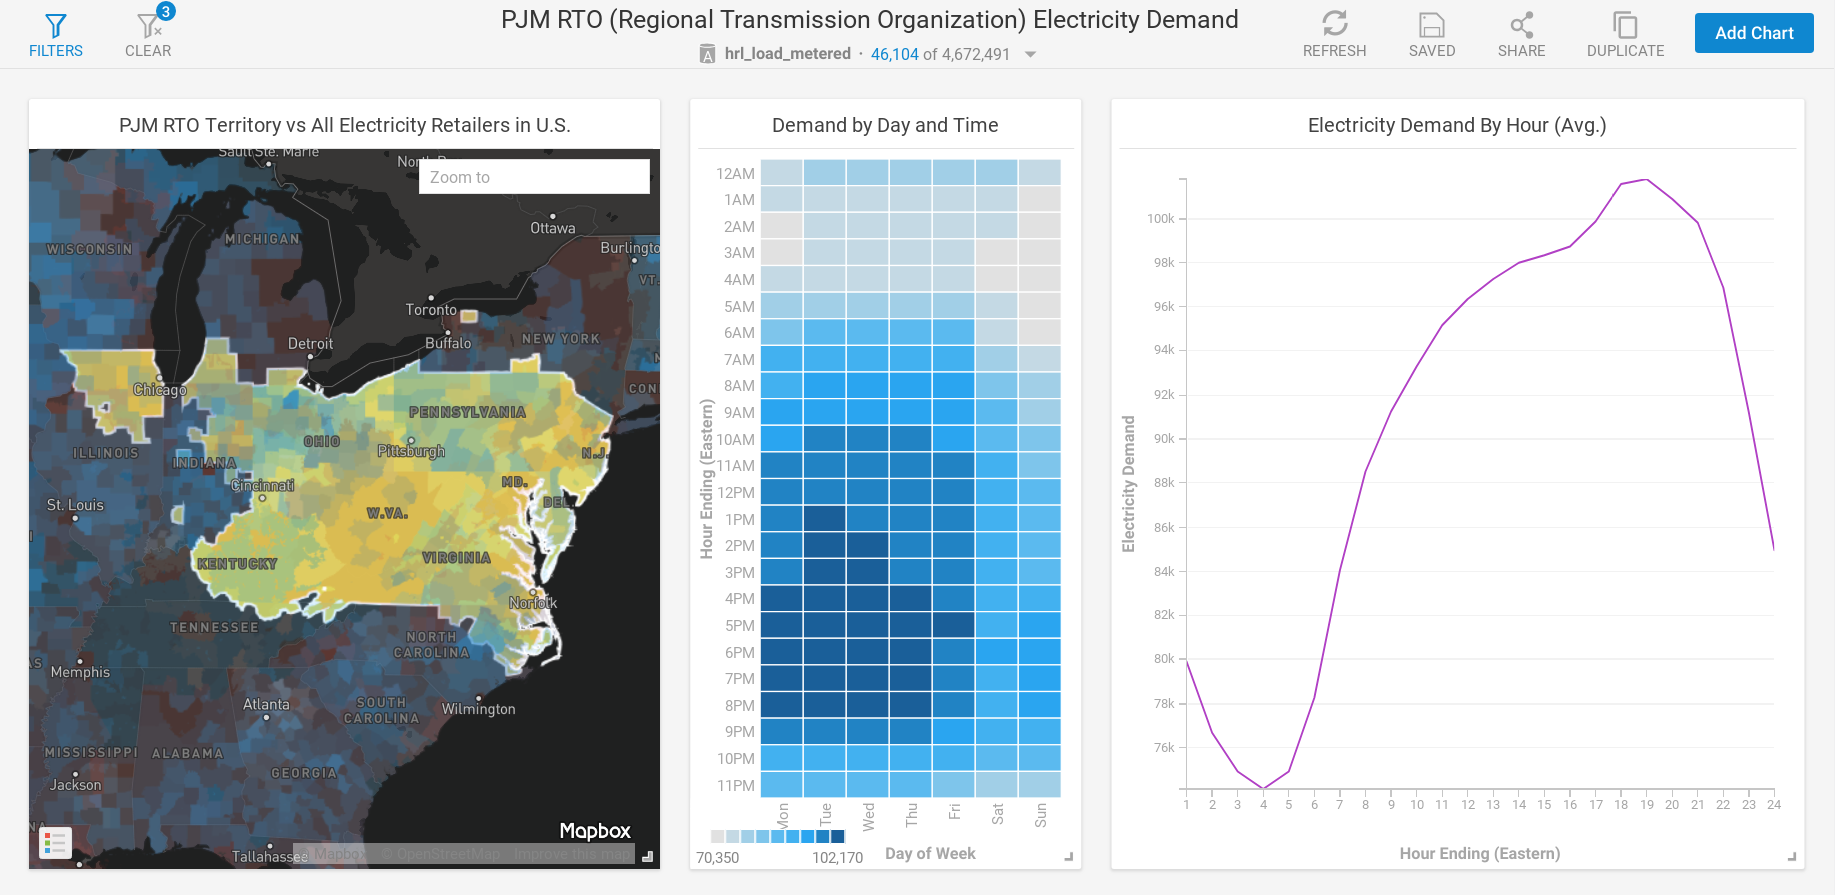 FILTERS
3
CLEAR
PJM RTO (Regional Transmission Organization) Electricity Demand
hrl_load_metered · 46,104 of 4,672,491
REFRESH
SAVED
SHARE
DUPLICATE
Add Chart
PJM RTO Territory vs All Electricity Retailers in U.S.
Sault Ste. Marie
Zoom to
Ottawa
WISCONSIN
MICHIGAN
Burlingto
VT.
Toronto
Detroit
Buffalo
NEW YORK
Chicago
CON
PENNSYLVANIA
OHIO
Pittsburgh
ILLINOIS
INDIANA
N.J.
Cincinnati
MD.
St. Louis
W.VA.
DEL.
KENTUCKY
VIRGINIA
Norfolk
TENNESSEE
NORTH
CAROLINA
AS
Memphis
Atlanta
SOUTH
CAROLINA
Wilmington
MISSISSIPPI
ALABAMA
GEORGIA
Jackson
Mapbox
Tallahassee
© Mapbox © OpenStreetMap Improve this map
Demand by Day and Time
Hour Ending (Eastern)
12AM
1AM
2AM
3AM
4AM
5AM
6AM
7AM
8AM
9AM
10AM
11AM
12PM
1PM
2PM
3PM
4PM
5PM
6PM
7PM
8PM
9PM
10PM
11PM
Mon Tue Wed Thu Fri Sat Sun
70,350 102,170
Day of Week
Electricity Demand By Hour (Avg.)
Electricity Demand
100k
98k
96k
94k
92k
90k
88k
86k
84k
82k
80k
78k
76k
1 2 3 4 5 6 7 8 9 10 11 12 13 14 15 16 17 18 19 20 21 22 23 24
Hour Ending (Eastern)